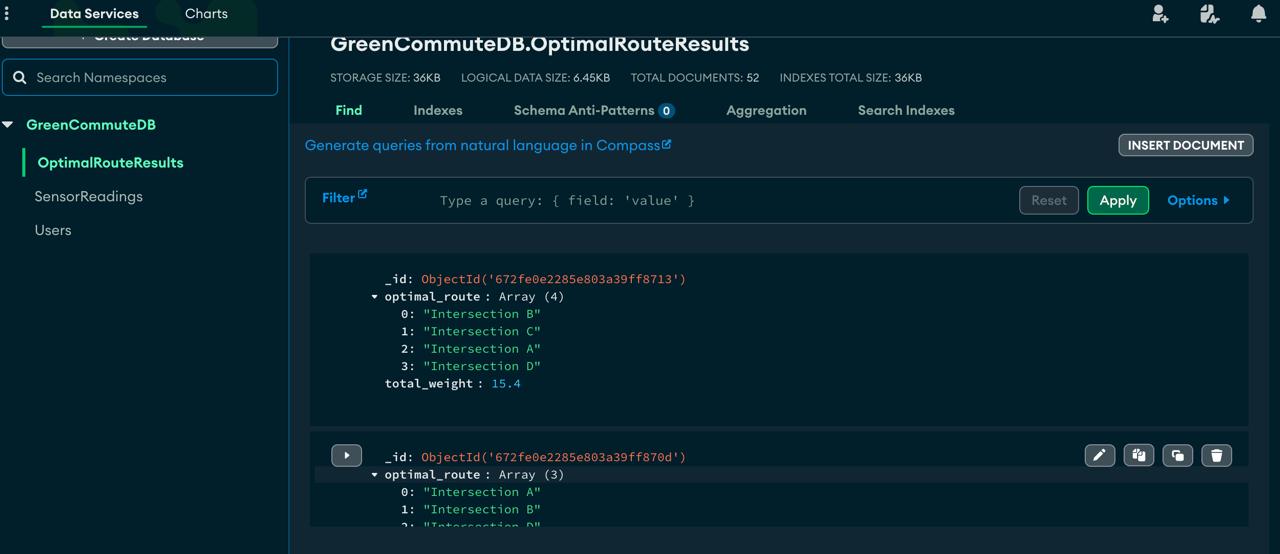 Data Services Charts
Create Database
Search Namespaces
GreenCommuteDB
OptimalRouteResults
SensorReadings
Users
GreenCommuteDB.OptimalRouteResults
STORAGE SIZE: 36KB LOGICAL DATA SIZE: 6.45KB TOTAL DOCUMENTS: 52 INDEXES TOTAL SIZE: 36KB
Find Indexes Schema Anti-Patterns 0 Aggregation Search Indexes
Generate queries from natural language in Compass
INSERT DOCUMENT
Filter Type a query: { field: 'value' } Reset Apply Options
_id: ObjectId('672fe0e2285e803a39ff8713')
optimal_route : Array (4)
0: "Intersection B"
1: "Intersection C"
2: "Intersection A"
3: "Intersection D"
total_weight : 15.4
_id: ObjectId('672fe0e2285e803a39ff870d')
optimal_route : Array (3)
0: "Intersection A"
1: "Intersection B"
2: "Intersection D"